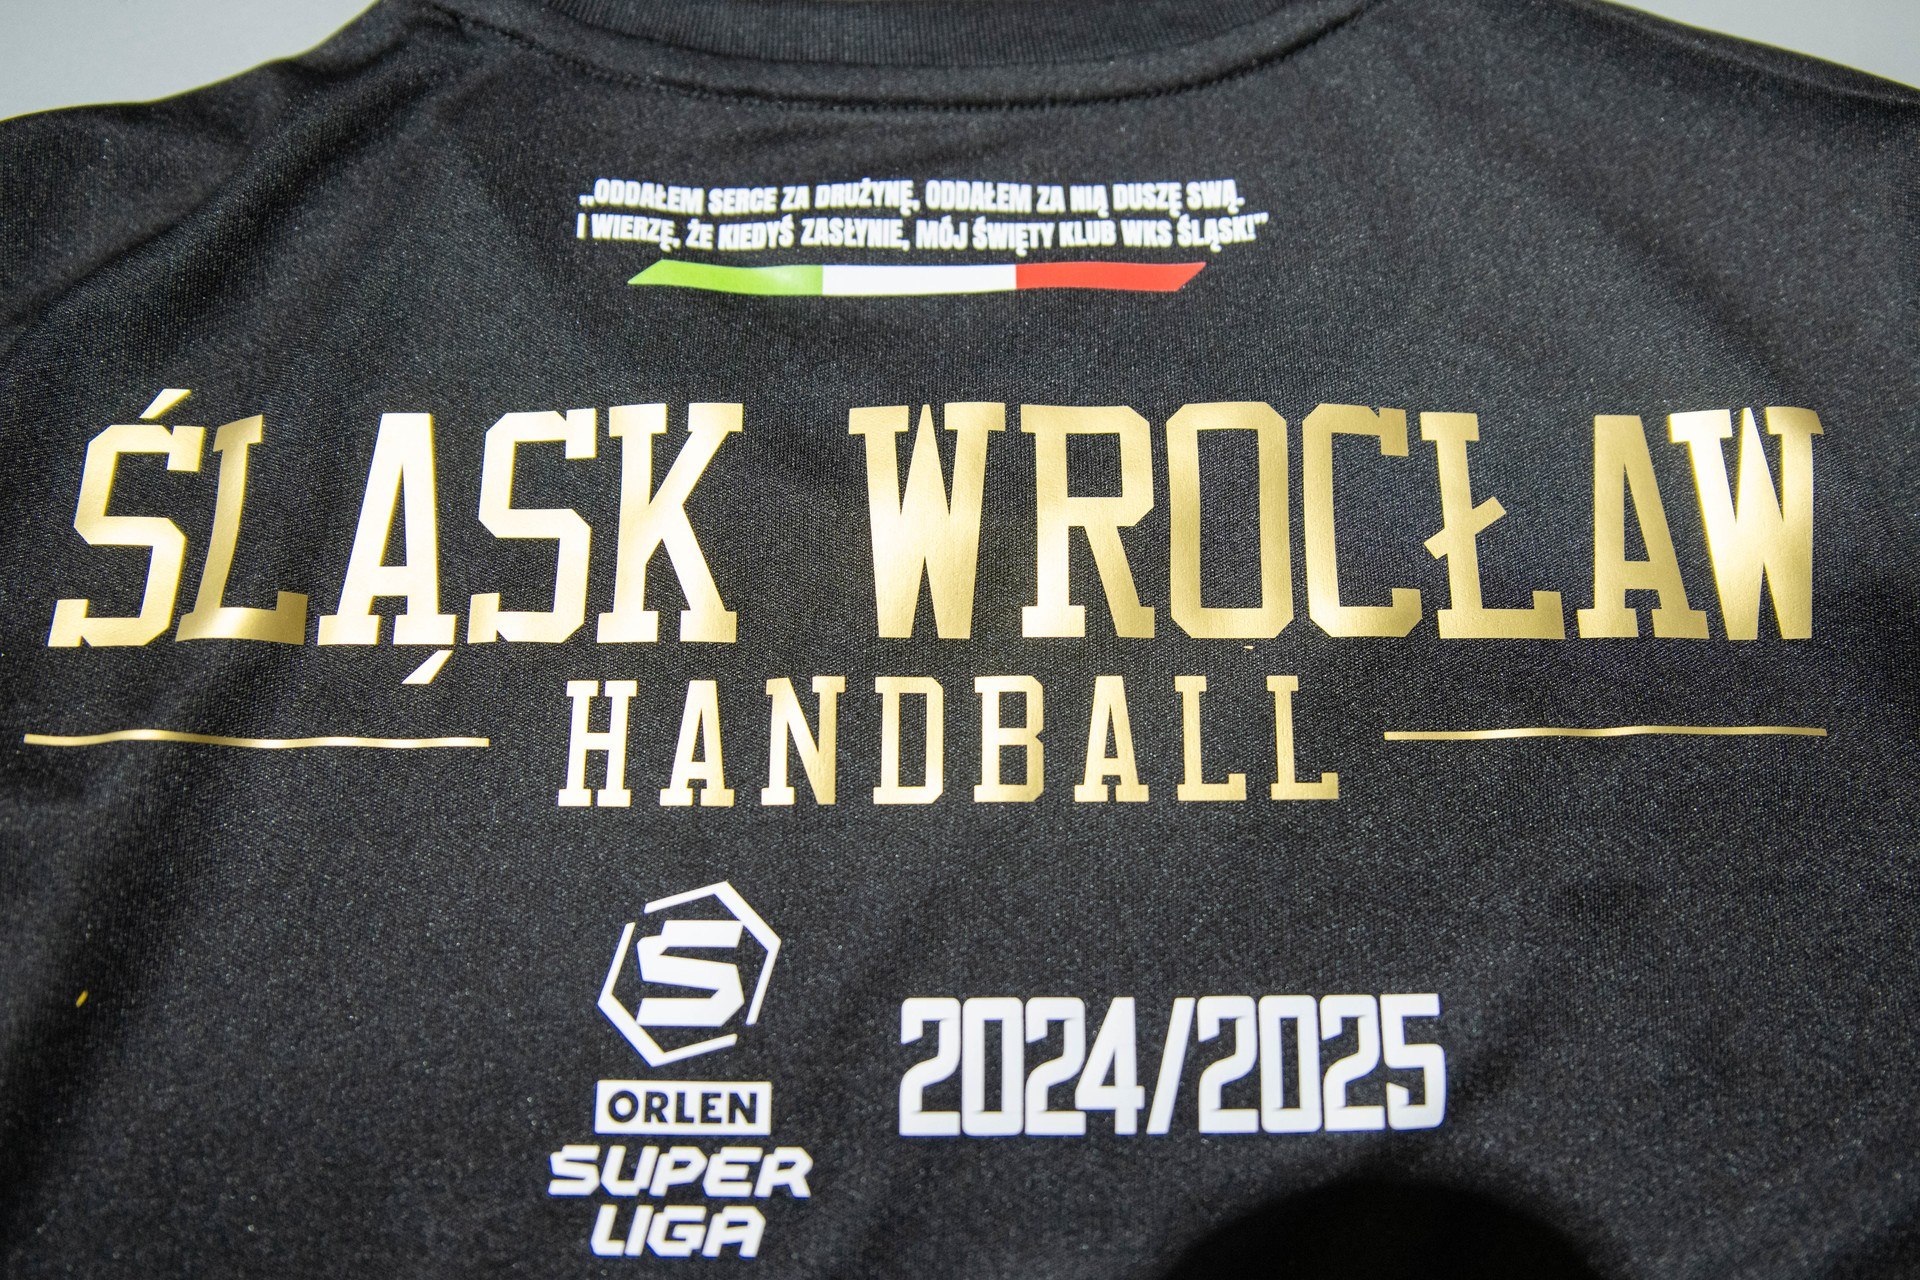 „ODDAŁEM SERCE ZA DRUŻYNĘ, ODDAŁEM ZA NIĄ DUSZĘ SWĄ,
I WIERZĘ, ŻE KIEDYŚ ZASŁYNIE, MÓJ ŚWIĘTY KLUB WKS ŚLĄSK!”
ŚLĄSK WROCŁAW
HANDBALL
S
ORLEN
SUPER
LIGA
2024/2025